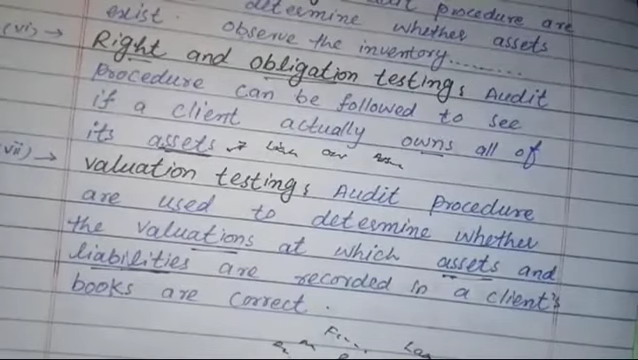 procedure are
exist. determine whether assets
observe the inventory.........
(vi) → Right and obligation testing: Audit
procedure can be followed to see
if a client actually owns all of
its assets
(vii) → valuation testing: Audit procedure
are used to determine whether
the valuations at which assets and
liabilities are recorded in a client's
books are correct.